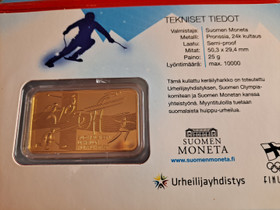 TEKNISET TIEDOT
Valmistaja: Suomen Moneta
Metalli: Pronssia, 24k kullaus
Laatu: Semi-proof
Mitat: 50,3 x 29,4 mm
Paino: 25 g
Lyöntimäärä: max. 10000
Tämä kullattu keräilyharkko on toteutettu
Urheilijayhdistyksen, Suomen Olympia-
komitean ja Suomen Monetan kanssa
yhteistyönä. Myyntituloilla tuetaan
suomalaista huippu-urheilua.
SUOMEN
MONETA
www.suomenmoneta.fi
Urheilijayhdistys